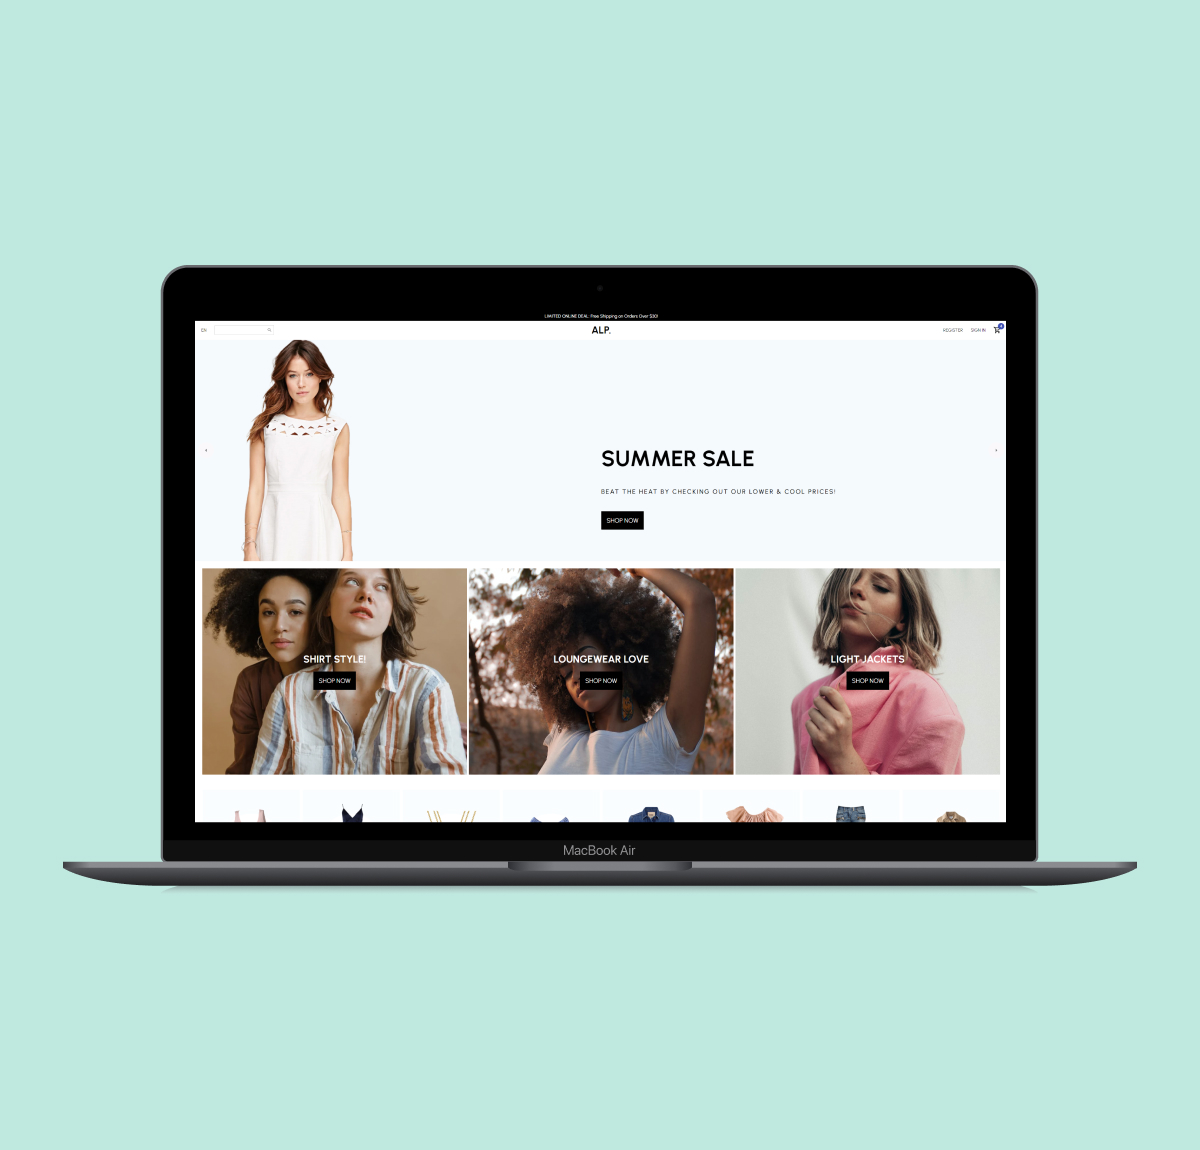 LIMITED ONLINE DEAL: Free Shipping on Orders Over $50!
EN
ALP.
REGISTER
SIGN IN
SUMMER SALE
BEAT THE HEAT BY CHECKING OUT OUR LOWER & COOL PRICES!
SHOP NOW
SHIRT STYLE!
SHOP NOW
LOUNGEWEAR LOVE
SHOP NOW
LIGHT JACKETS
SHOP NOW
MacBook Air